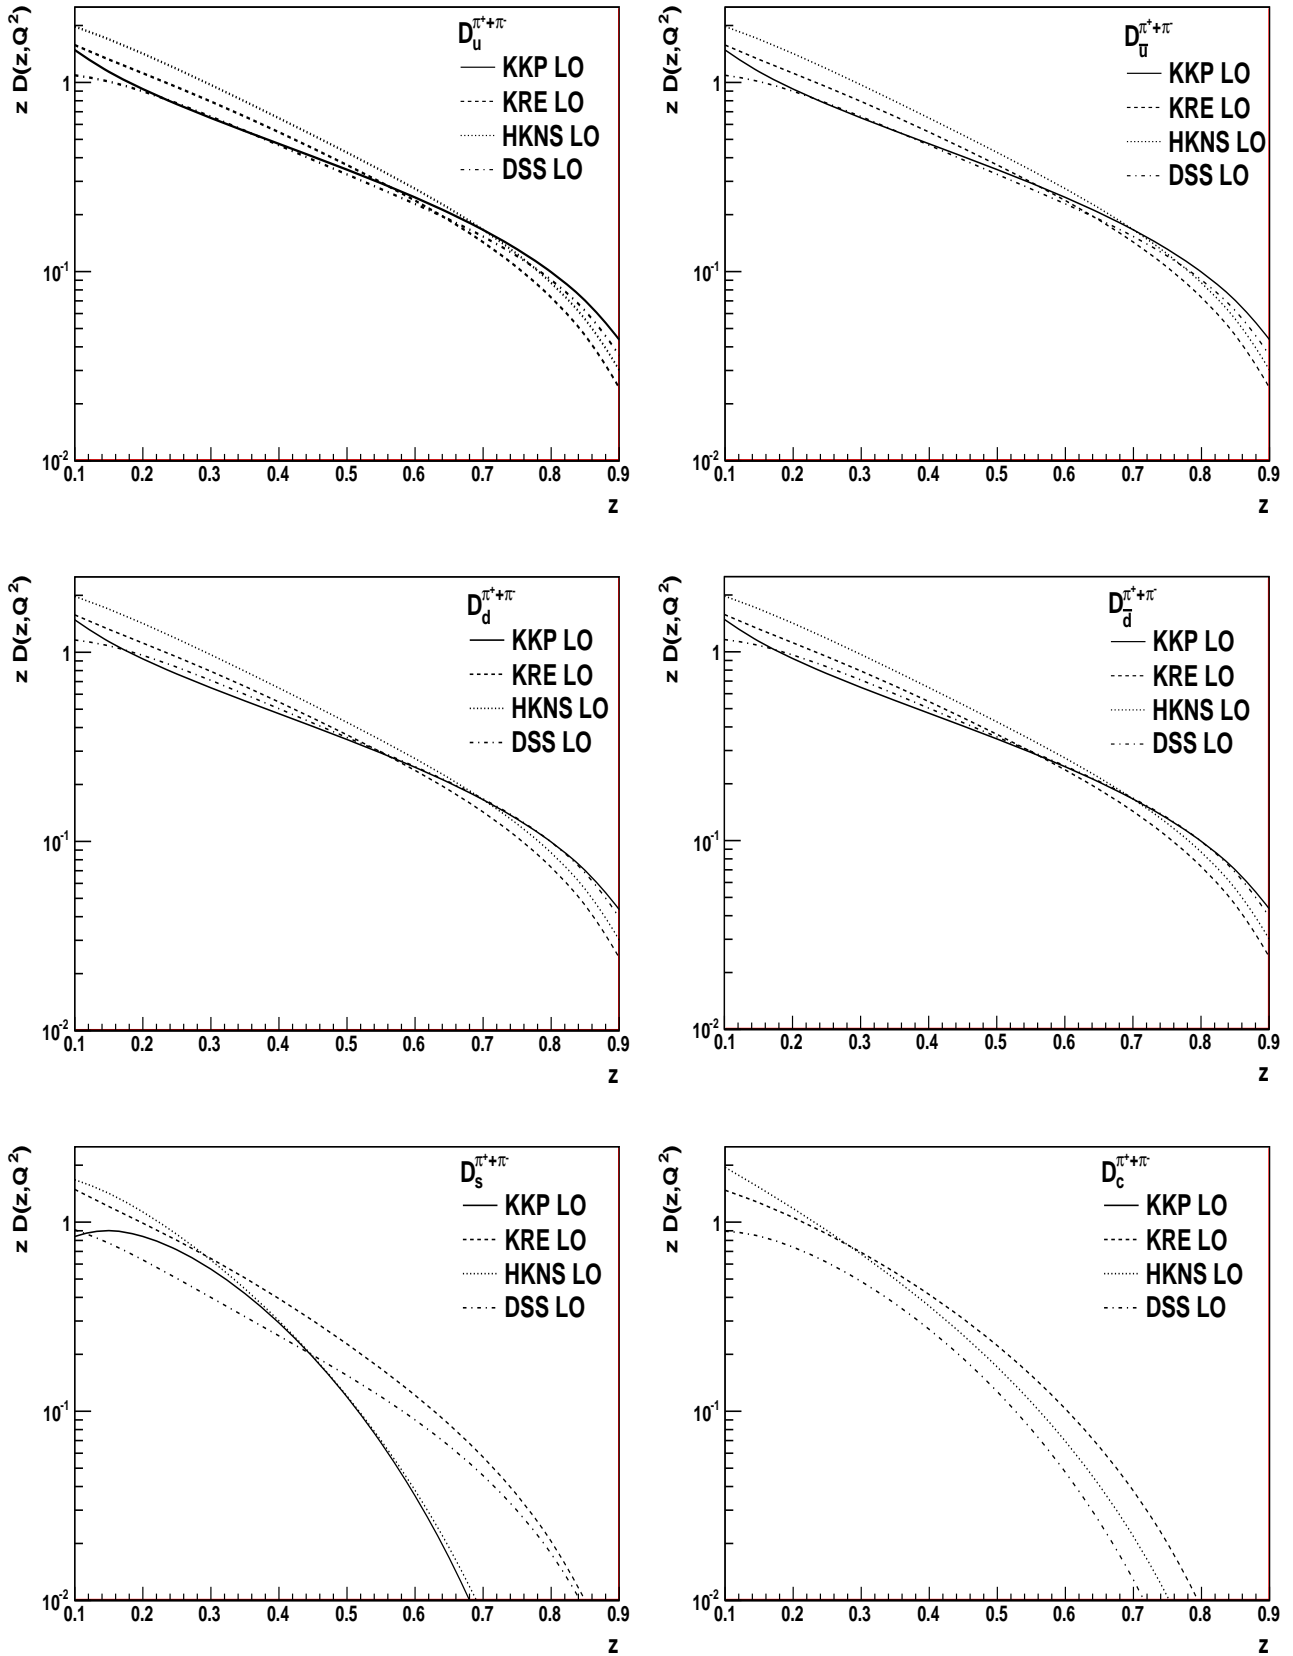 z D(z,Q²)
D_u^{π⁺+π⁻}
KKP LO
KRE LO
HKNS LO
DSS LO
1
10⁻¹
10⁻²
0.1 0.2 0.3 0.4 0.5 0.6 0.7 0.8 0.9
z
z D(z,Q²)
D_ū^{π⁺+π⁻}
KKP LO
KRE LO
HKNS LO
DSS LO
1
10⁻¹
10⁻²
0.1 0.2 0.3 0.4 0.5 0.6 0.7 0.8 0.9
z
z D(z,Q²)
D_d^{π⁺+π⁻}
KKP LO
KRE LO
HKNS LO
DSS LO
1
10⁻¹
10⁻²
0.1 0.2 0.3 0.4 0.5 0.6 0.7 0.8 0.9
z
z D(z,Q²)
D_d̄^{π⁺+π⁻}
KKP LO
KRE LO
HKNS LO
DSS LO
1
10⁻¹
10⁻²
0.1 0.2 0.3 0.4 0.5 0.6 0.7 0.8 0.9
z
z D(z,Q²)
D_s^{π⁺+π⁻}
KKP LO
KRE LO
HKNS LO
DSS LO
1
10⁻¹
10⁻²
0.1 0.2 0.3 0.4 0.5 0.6 0.7 0.8 0.9
z
z D(z,Q²)
D_c^{π⁺+π⁻}
KKP LO
KRE LO
HKNS LO
DSS LO
1
10⁻¹
10⁻²
0.1 0.2 0.3 0.4 0.5 0.6 0.7 0.8 0.9
z